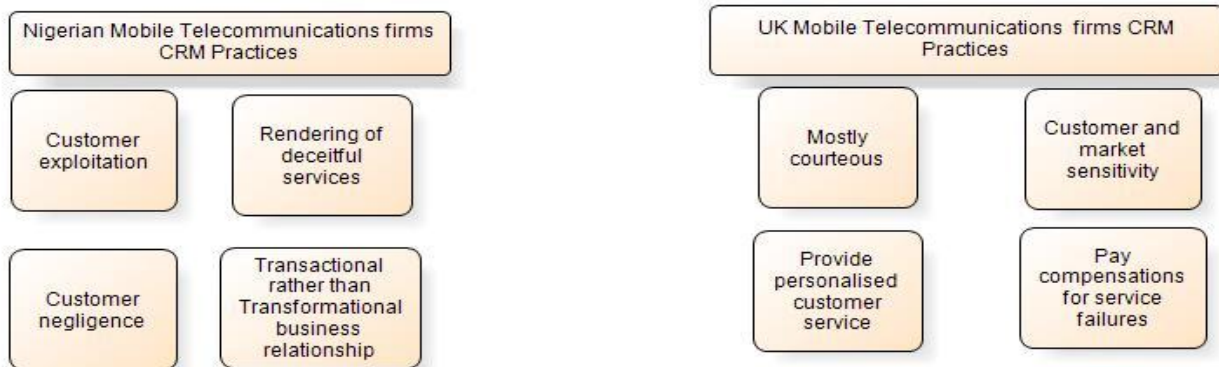 Nigerian Mobile Telecommunications firms
CRM Practices
Customer
exploitation
Rendering of
deceitful
services
Customer
negligence
Transactional
rather than
Transformational
business
relationship
UK Mobile Telecommunications firms CRM
Practices
Mostly
courteous
Customer and
market
sensitivity
Provide
personalised
customer
service
Pay
compensations
for service
failures